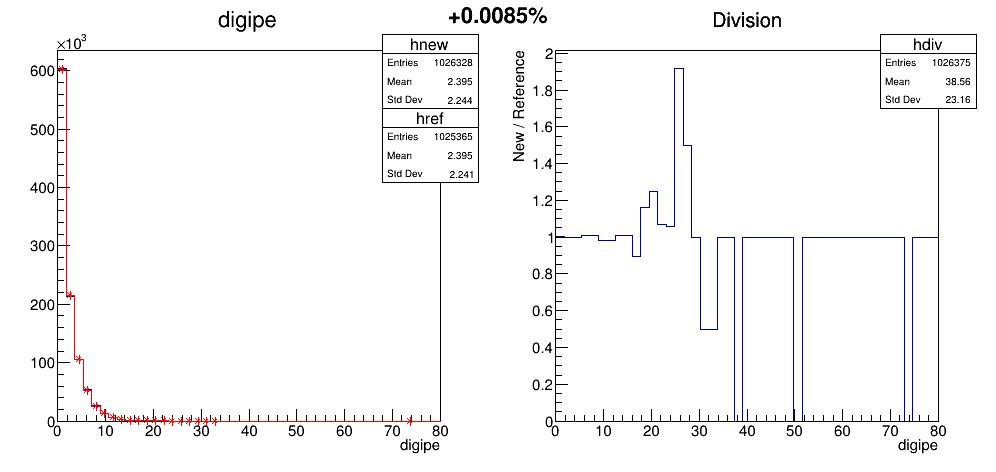 +0.0085%
digipe
×10³
hnew
Entries 1026328
Mean 2.395
Std Dev 2.244
href
Entries 1025365
Mean 2.395
Std Dev 2.241
600
500
400
300
200
100
0
0 10 20 30 40 50 60 70 80
digipe
Division
hdiv
Entries 1026375
Mean 38.56
Std Dev 23.16
New / Reference
2
1.8
1.6
1.4
1.2
1
0.8
0.6
0.4
0.2
0
0 10 20 30 40 50 60 70 80
digipe